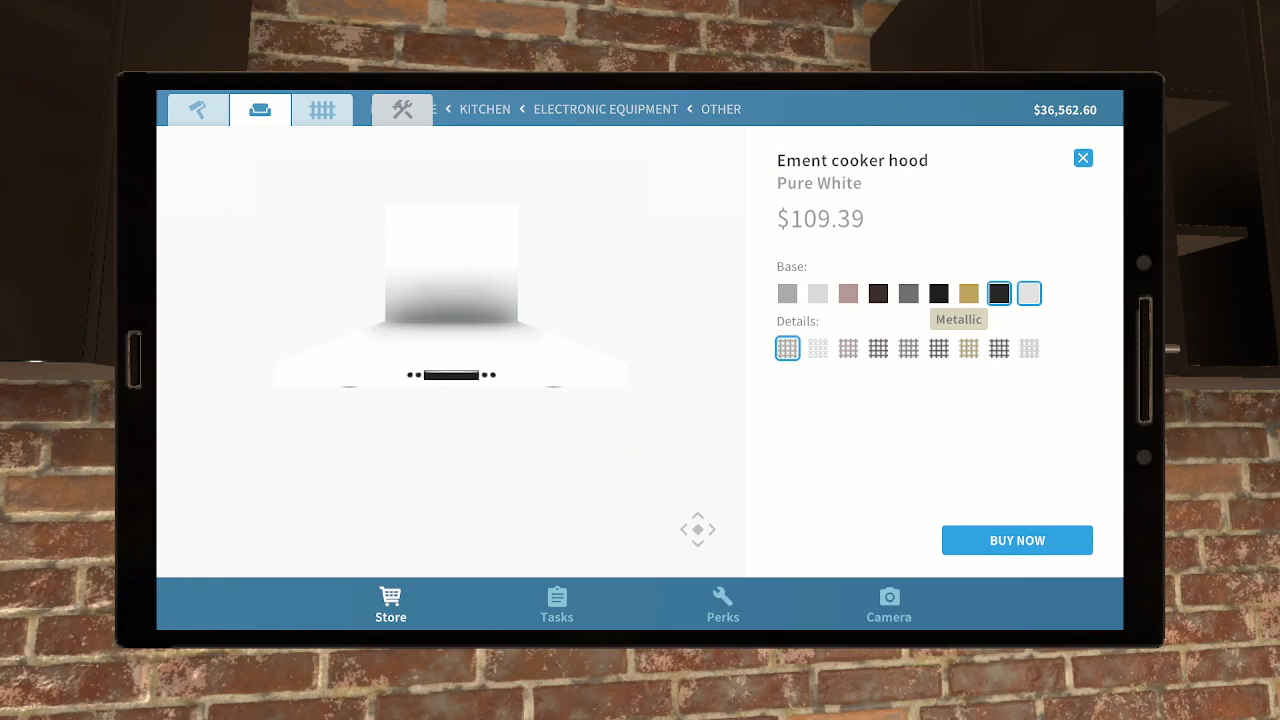 E < KITCHEN < ELECTRONIC EQUIPMENT < OTHER
$36,562.60
Ement cooker hood
Pure White
$109.39
Base:
Metallic
Details:
BUY NOW
Store
Tasks
Perks
Camera